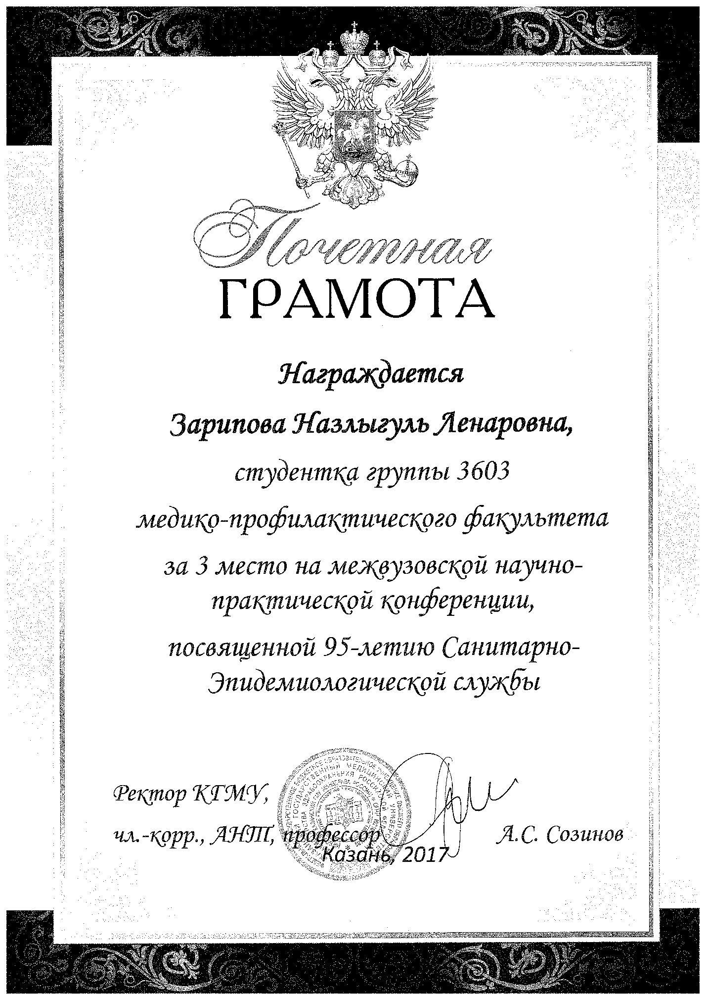 Почетная
ГРАМОТА
Награждается
Зарипова Назлыгуль Ленаровна,
студентка группы 3603
медико-профилактического факультета
за 3 место на межвузовской научно-
практической конференции,
посвященной 95-летию Санитарно-
Эпидемиологической службы
Ректор КГМУ,
чл.-корр., АНТ, профессор
А.С. Созинов
Казань, 2017